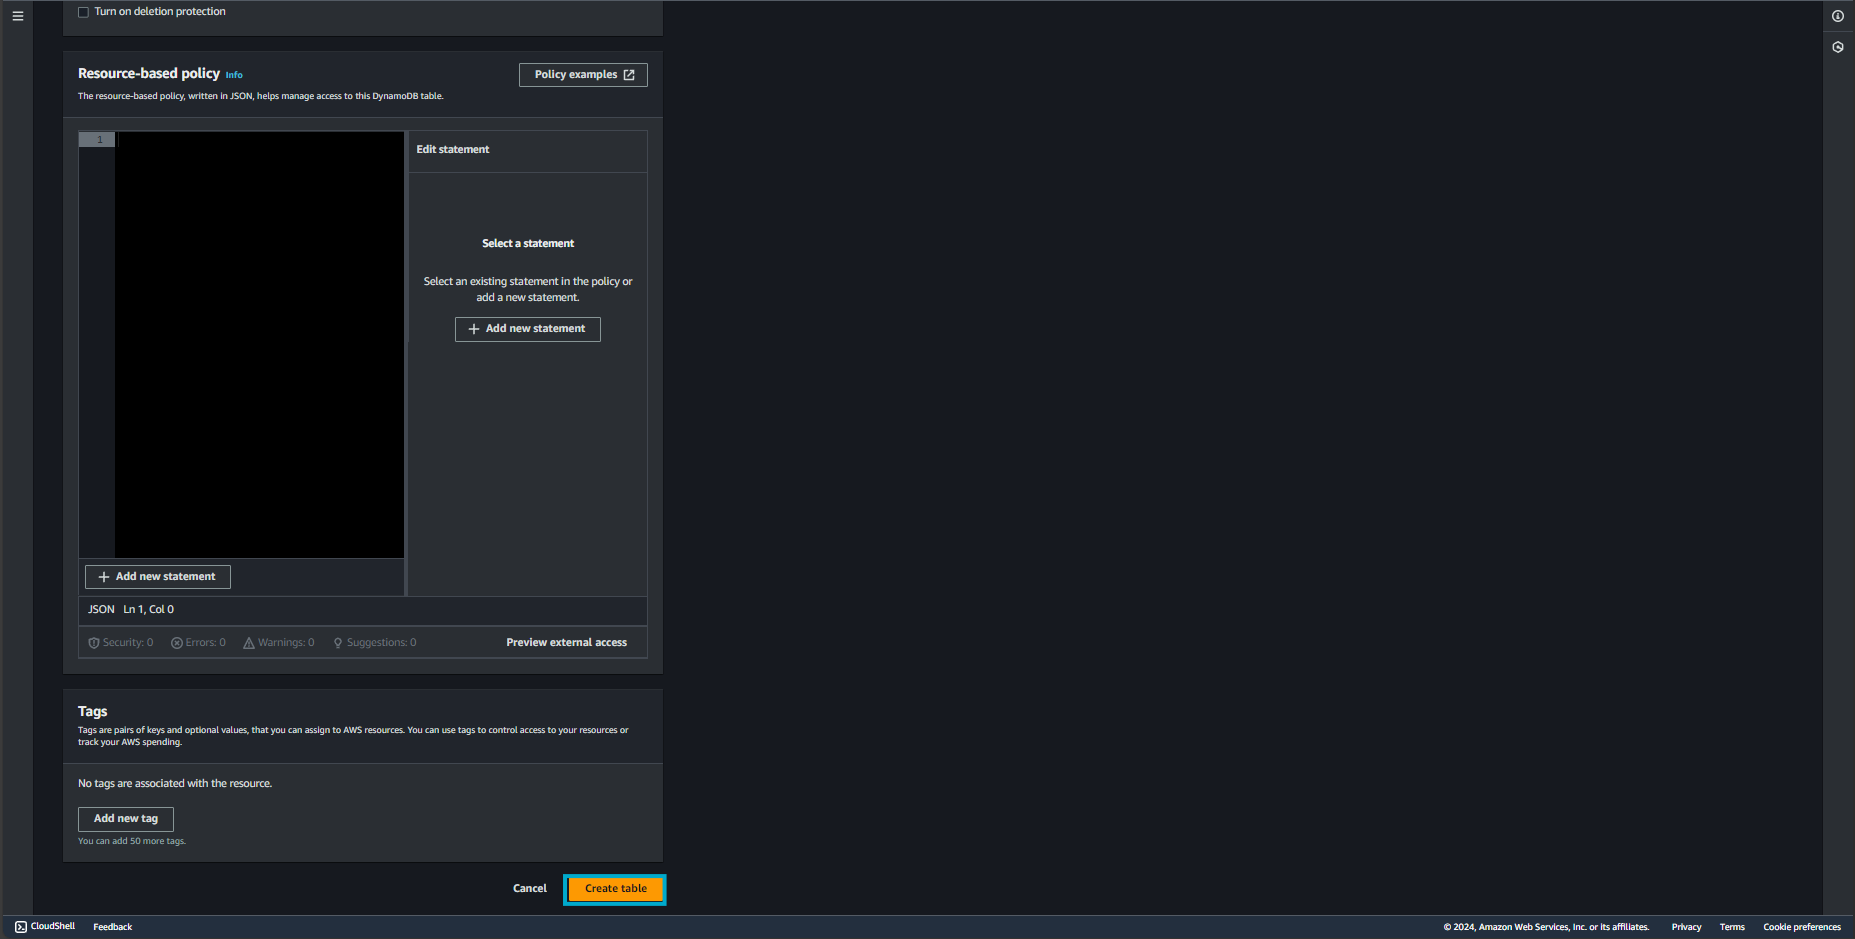 Turn on deletion protection
Resource-based policy Info
Policy examples
The resource-based policy, written in JSON, helps manage access to this DynamoDB table.
1
Edit statement
Select a statement
Select an existing statement in the policy or
add a new statement.
Add new statement
Add new statement
JSON Ln 1, Col 0
Security: 0 Errors: 0 Warnings: 0 Suggestions: 0 Preview external access
Tags
Tags are pairs of keys and optional values, that you can assign to AWS resources. You can use tags to control access to your resources or
track your AWS spending.
No tags are associated with the resource.
Add new tag
You can add 50 more tags.
Cancel Create table
CloudShell Feedback © 2024, Amazon Web Services, Inc. or its affiliates. Privacy Terms Cookie preferences